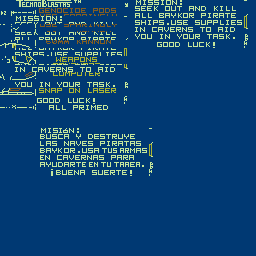 MISSION:
SEEK OUT AND KILL
ALL BAYKOR PIRATE
SHIPS.USE SUPPLIES
WEAPONS
IN CAVERNS TO AID
COMPUTER
YOU IN YOUR TASK.
SNAP ON LASER
GOOD LUCK!
ALL PRIMED
MISSION:
SEEK OUT AND KILL
ALL BAYKOR PIRATE
SHIPS.USE SUPPLIES
IN CAVERNS TO AID
YOU IN YOUR TASK.
GOOD LUCK!
MISIÓN:
BUSCA Y DESTRUYE
LAS NAVES PIRATAS
BAYKOR.USA TUS ARMAS
EN CAVERNAS PARA
AYUDARTE EN TU TAREA.
¡BUENA SUERTE!